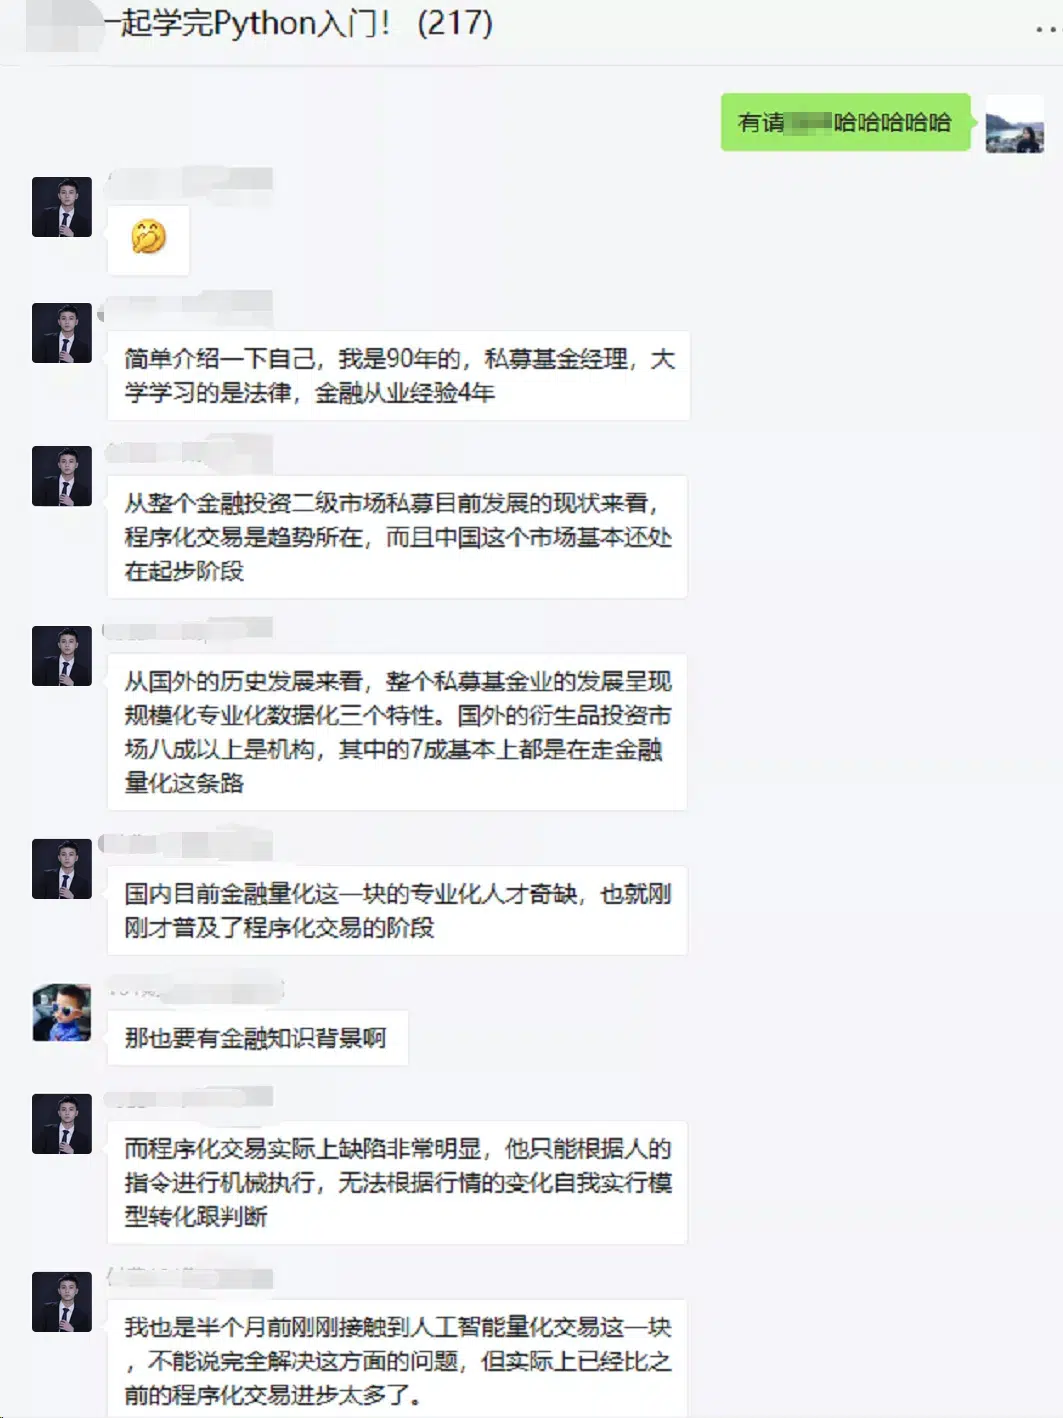 一起学完Python入门！ (217)
有请哈哈哈哈哈
简单介绍一下自己，我是90年的，私募基金经理，大
学学习的是法律，金融从业经验4年
从整个金融投资二级市场私募目前发展的现状来看，
程序化交易是趋势所在，而且中国这个市场基本还处
在起步阶段
从国外的历史发展来看，整个私募基金业的发展呈现
规模化专业化数据化三个特性。国外的衍生品投资市
场八成以上是机构，其中的7成基本上都是在走金融
量化这条路
国内目前金融量化这一块的专业化人才奇缺，也就刚
刚才普及了程序化交易的阶段
那也要有金融知识背景啊
而程序化交易实际上缺陷非常明显，他只能根据人的
指令进行机械执行，无法根据行情的变化自我实行模
型转化跟判断
我也是半个月前刚刚接触到人工智能量化交易这一块
，不能说完全解决这方面的问题，但实际上已经比之
前的程序化交易进步太多了。